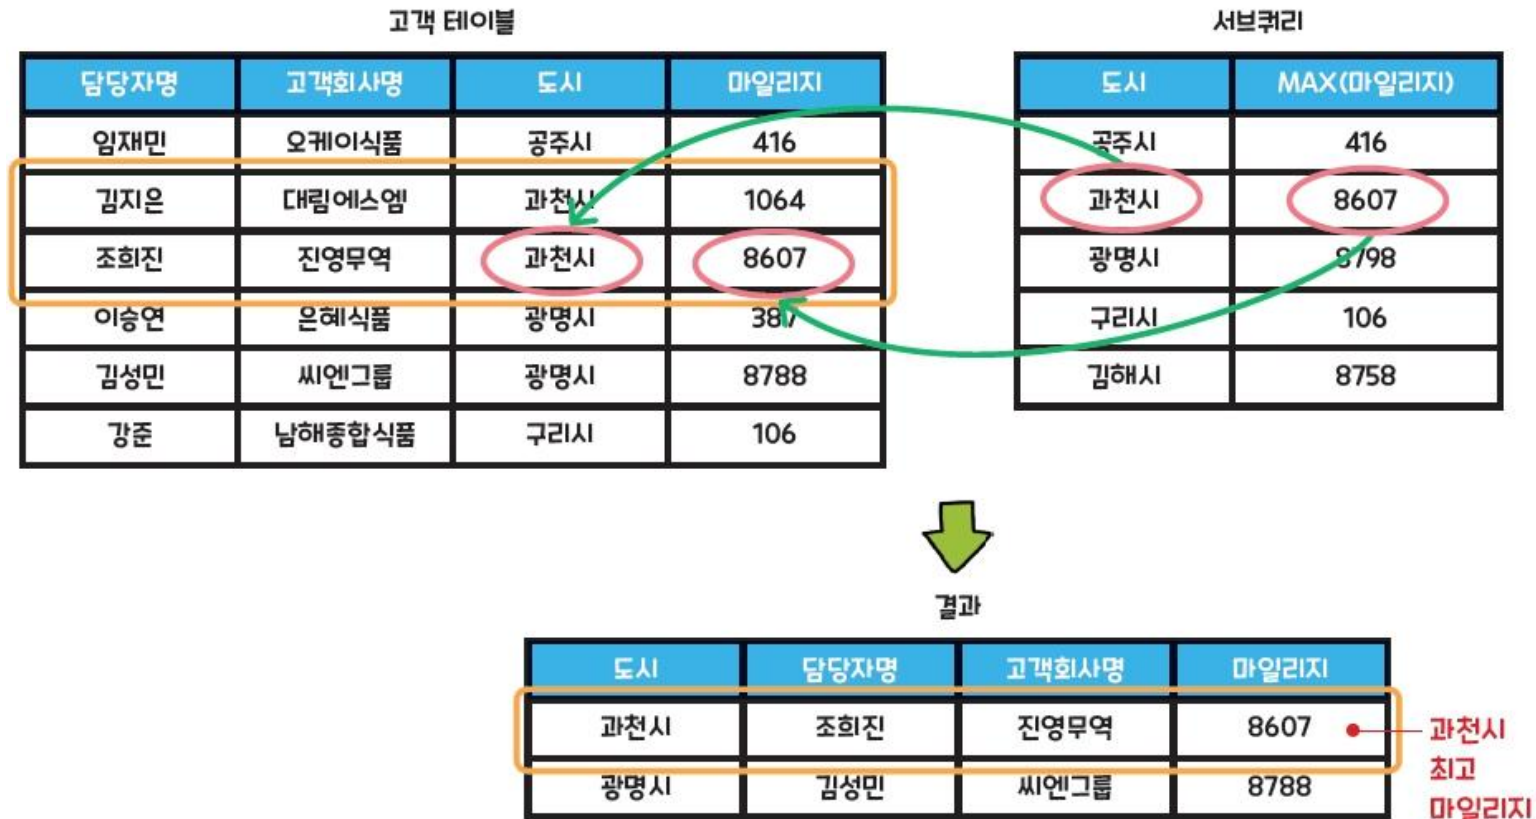 고객 테이블
담당자명 고객회사명 도시 마일리지
임재민 오케이식품 공주시 416
김지은 대림에스엠 과천시 1064
조희진 진영무역 과천시 8607
이승연 은혜식품 광명시 387
김성민 씨엔그룹 광명시 8788
강준 남해종합식품 구리시 106
서브쿼리
도시 MAX(마일리지)
공주시 416
과천시 8607
광명시 8798
구리시 106
김해시 8758
결과
도시 담당자명 고객회사명 마일리지
과천시 조희진 진영무역 8607
광명시 김성민 씨엔그룹 8788
과천시
최고
마일리지